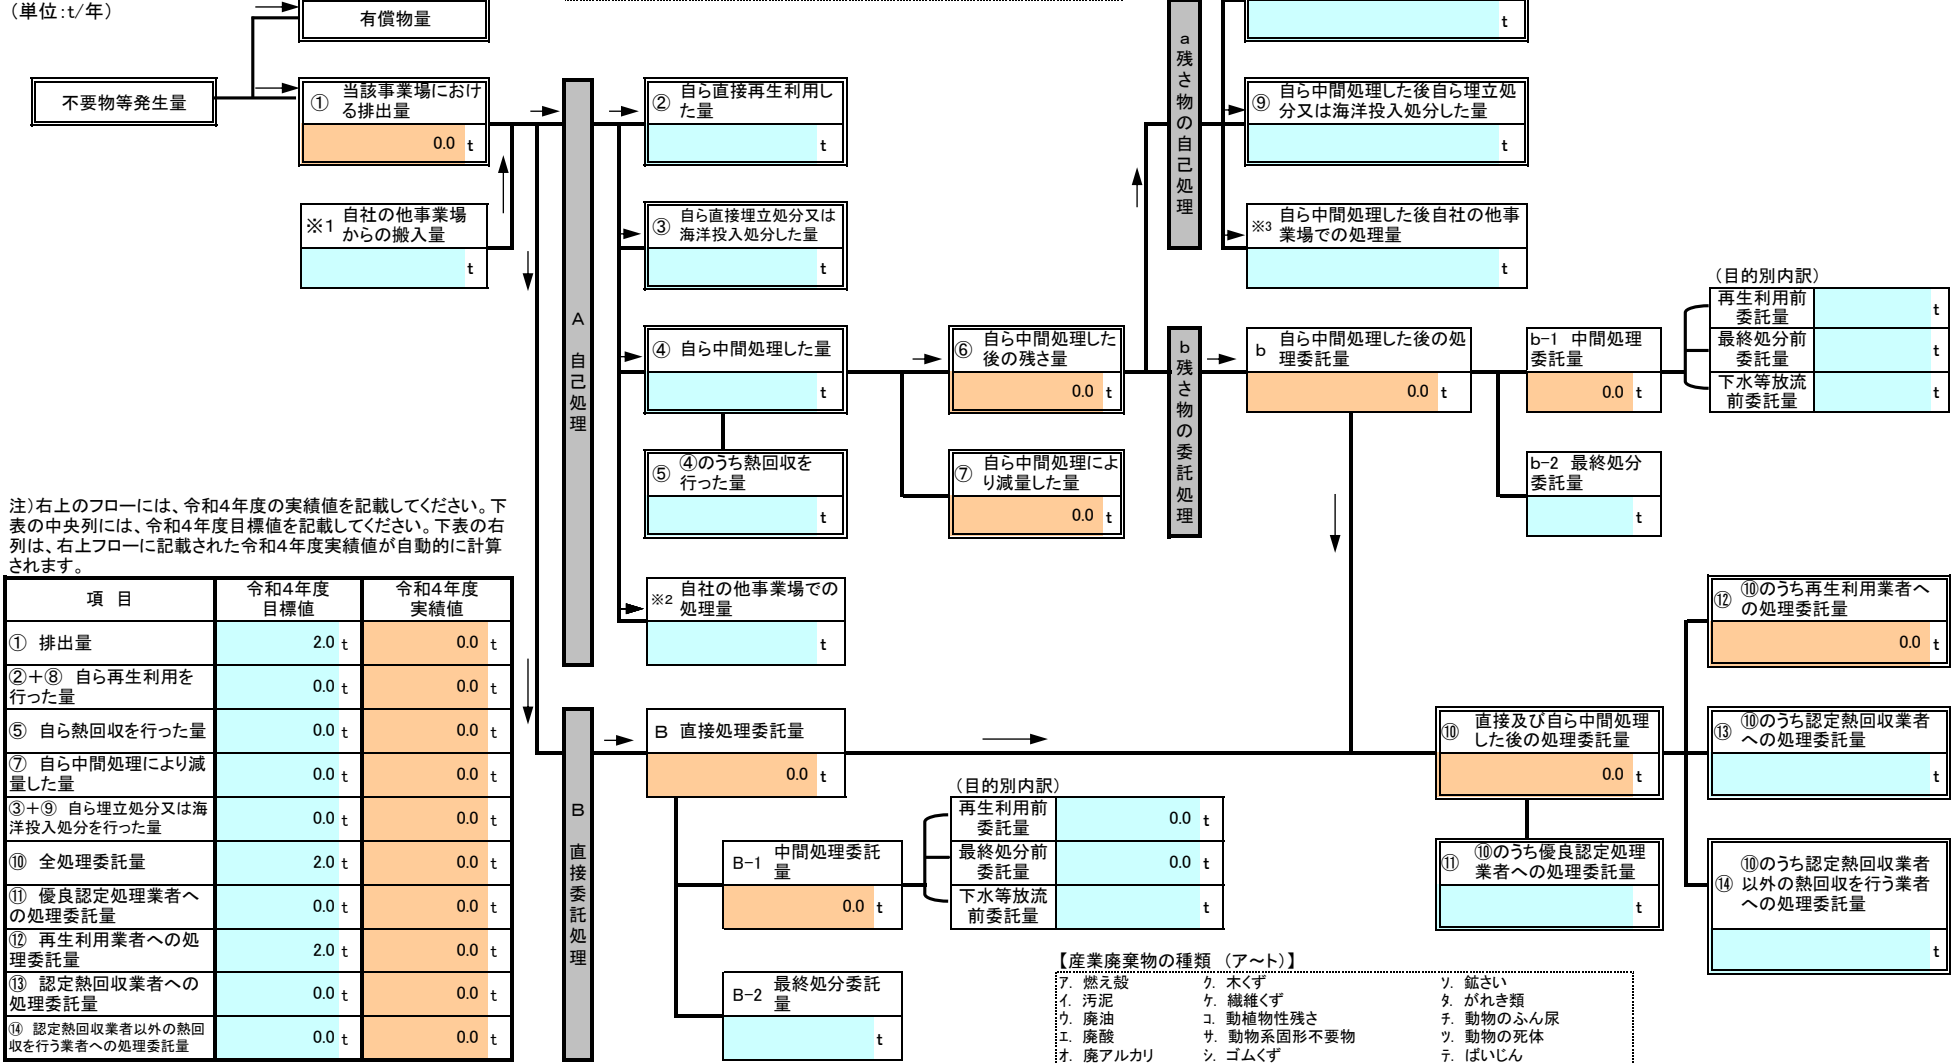 （単位：t/年）
有償物量
t
不要物等発生量
① 当該事業場におけ
る排出量
0.0 t
② 自ら直接再生利用し
た量
t
⑨ 自ら中間処理した後自ら埋立処
分又は海洋投入処分した量
t
a
残
さ
物
の
自
己
処
理
※1 自社の他事業場
からの搬入量
t
③ 自ら直接埋立処分又は
海洋投入処分した量
t
※3 自ら中間処理した後自社の他事
業場での処理量
t
A
自
己
処
理
④ 自ら中間処理した量
t
⑥ 自ら中間処理した
後の残さ量
0.0 t
b
残
さ
物
の
委
託
処
理
b 自ら中間処理した後の処
理委託量
0.0 t
b-1 中間処理
委託量
0.0 t
（目的別内訳）
再生利用前
委託量
t
最終処分前
委託量
t
下水等放流
前委託量
t
⑤ ④のうち熱回収を
行った量
t
⑦ 自ら中間処理によ
り減量した量
0.0 t
b-2 最終処分
委託量
t
※2 自社の他事業場での
処理量
t
注）右上のフローには、令和4年度の実績値を記載してください。下
表の中央列には、令和4年度目標値を記載してください。下表の右
列は、右上フローに記載された令和4年度実績値が自動的に計算
されます。
項 目 令和4年度 目標値 令和4年度 実績値
① 排出量 2.0 t 0.0 t
②＋⑧ 自ら再生利用を
行った量 0.0 t 0.0 t
⑤ 自ら熱回収を行った量 0.0 t 0.0 t
⑦ 自ら中間処理により減
量した量 0.0 t 0.0 t
③＋⑨ 自ら埋立処分又は海
洋投入処分を行った量 0.0 t 0.0 t
⑩ 全処理委託量 2.0 t 0.0 t
⑪ 優良認定処理業者へ
の処理委託量 0.0 t 0.0 t
⑫ 再生利用業者への処
理委託量 2.0 t 0.0 t
⑬ 認定熱回収業者への
処理委託量 0.0 t 0.0 t
⑭ 認定熱回収業者以外の熱回
収を行う業者への処理委託量 0.0 t 0.0 t
B
直
接
委
託
処
理
B 直接処理委託量
0.0 t
B-1 中間処理委託
量
0.0 t
（目的別内訳）
再生利用前
委託量
0.0 t
最終処分前
委託量
0.0 t
下水等放流
前委託量
t
B-2 最終処分委託
量
t
⑩ 直接及び自ら中間処理
した後の処理委託量
0.0 t
⑪ ⑩のうち優良認定処理
業者への処理委託量
t
⑫ ⑩のうち再生利用業者へ
の処理委託量
0.0 t
⑬ ⑩のうち認定熱回収業者
への処理委託量
t
⑭ ⑩のうち認定熱回収業者
以外の熱回収を行う業者
への処理委託量
t
【産業廃棄物の種類 （ア～ト）】
ア. 燃え殻 ク. 木くず ソ. 鉱さい
イ. 汚泥 ケ. 繊維くず タ. がれき類
ウ. 廃油 コ. 動植物性残さ チ. 動物のふん尿
エ. 廃酸 サ. 動物系固形不要物 ツ. 動物の死体
オ. 廃アルカリ シ. ゴムくず テ. ばいじん